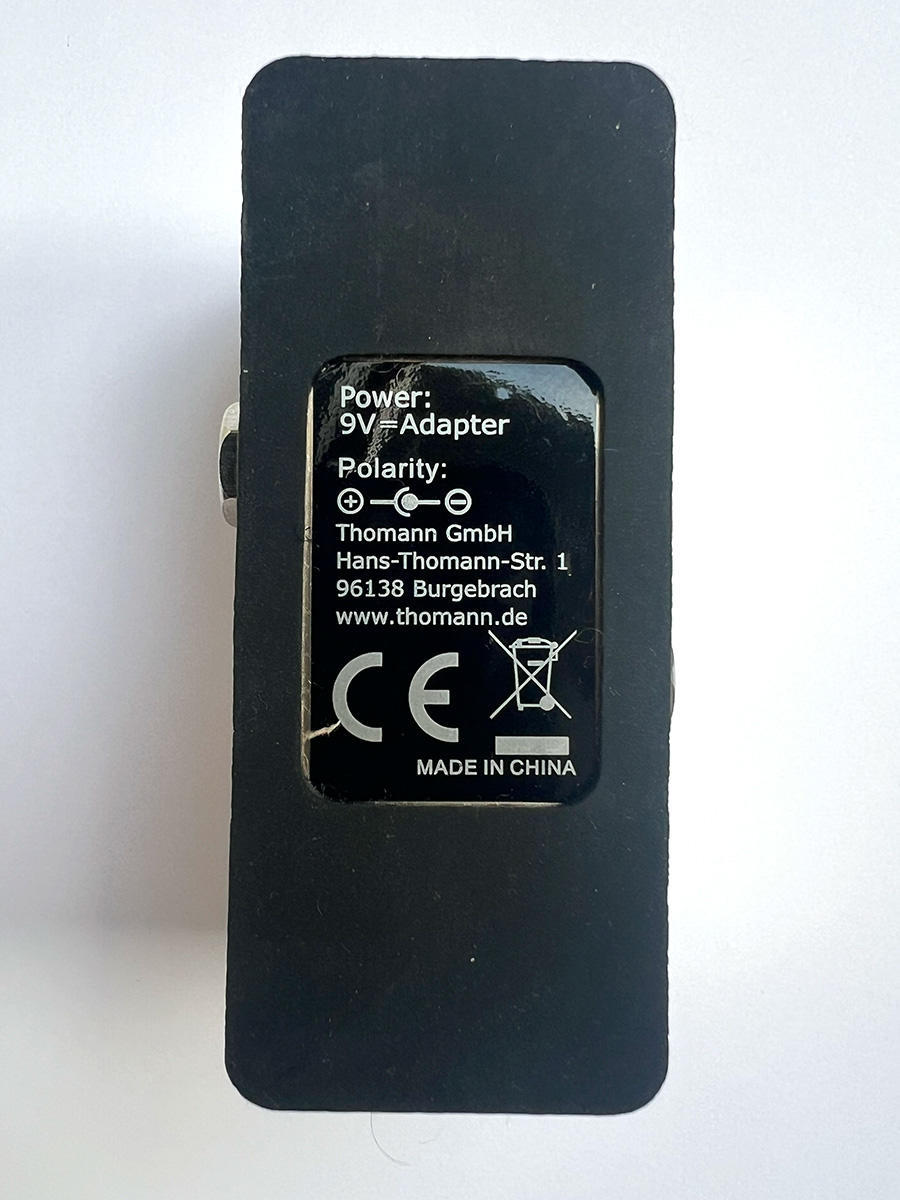 Power:
9V=Adapter
Polarity:
Thomann GmbH
Hans-Thomann-Str. 1
96138 Burgebrach
www.thomann.de
CE
MADE IN CHINA